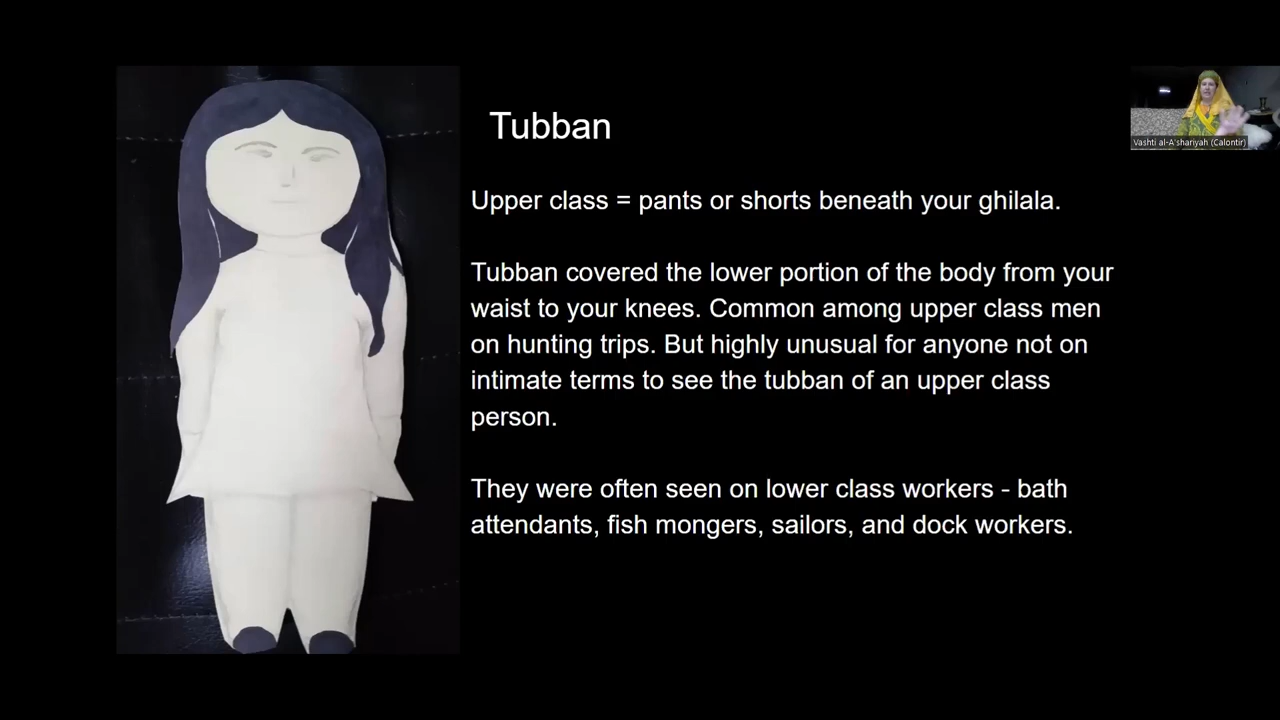 Tubban
Upper class = pants or shorts beneath your ghilala.
Tubban covered the lower portion of the body from your
waist to your knees. Common among upper class men
on hunting trips. But highly unusual for anyone not on
intimate terms to see the tubban of an upper class
person.
They were often seen on lower class workers - bath
attendants, fish mongers, sailors, and dock workers.
Vashti al-A'shariyah (Calontir)